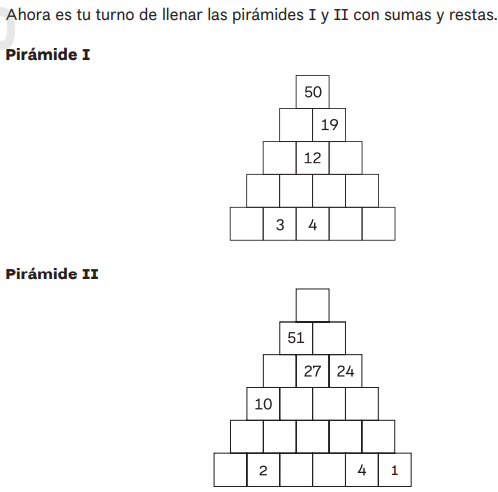 Ahora es tu turno de llenar las pirámides I y II con sumas y restas.
Pirámide I
50
19
12
3 4
Pirámide II
51
27 24
10
2 4 1